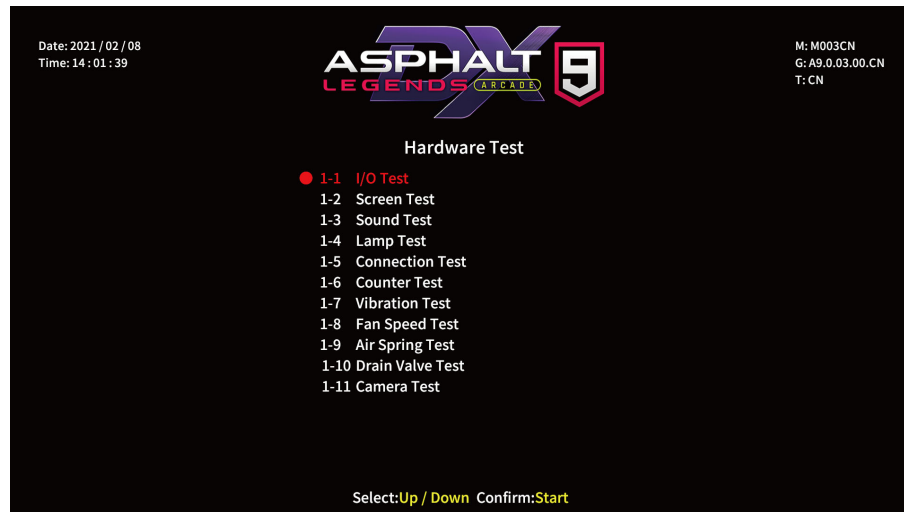 Date: 2021 / 02 / 08
Time: 14 : 01 : 39
ASPHALT 9
DX
LEGENDS ARCADE
M: M003CN
G: A9.0.03.00.CN
T: CN
Hardware Test
1-1 I/O Test
1-2 Screen Test
1-3 Sound Test
1-4 Lamp Test
1-5 Connection Test
1-6 Counter Test
1-7 Vibration Test
1-8 Fan Speed Test
1-9 Air Spring Test
1-10 Drain Valve Test
1-11 Camera Test
Select:Up / Down Confirm:Start